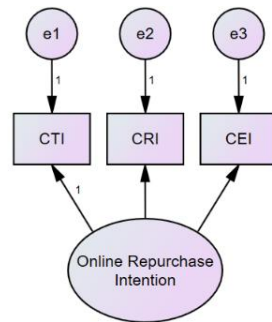 e1 e2 e3
1 1 1
CTI CRI CEI
1
Online Repurchase
Intention